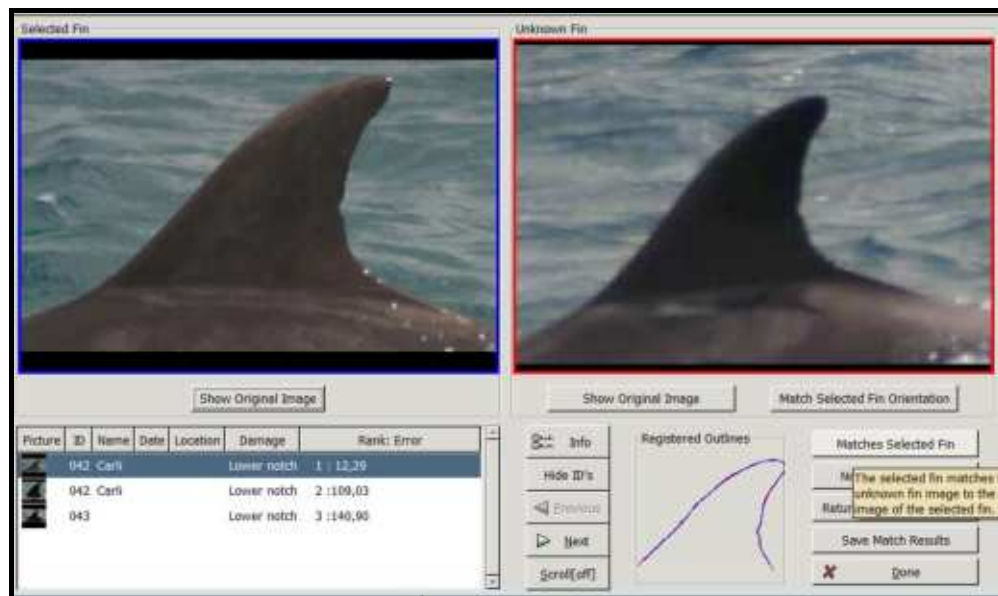 Selected Fin
Unknown Fin
Show Original Image
Show Original Image
Match Selected Fin Orientation
Picture ID Name Date Location Damage Rank: Error
042 Carli Lower notch 1 : 12,29
042 Carli Lower notch 2 :109,03
043 Lower notch 3 :140,90
Info
Hide ID's
Previous
Next
Scroll[off]
Registered Outlines
Matches Selected Fin
The selected fin matches
unknown fin image to the
image of the selected fin.
Save Match Results
Done